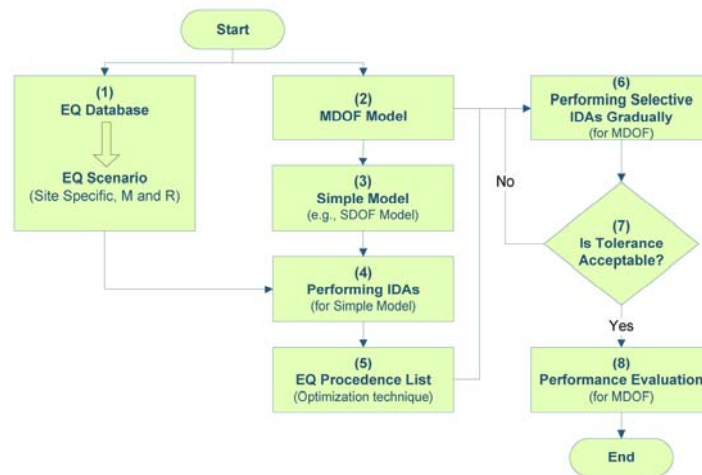 Start
(1)
EQ Database
EQ Scenario
(Site Specific, M and R)
(2)
MDOF Model
(3)
Simple Model
(e.g., SDOF Model)
(4)
Performing IDAs
(for Simple Model)
(5)
EQ Procedence List
(Optimization technique)
(6)
Performing Selective
IDAs Gradually
(for MDOF)
No
(7)
Is Tolerance
Acceptable?
Yes
(8)
Performance Evaluation
(for MDOF)
End